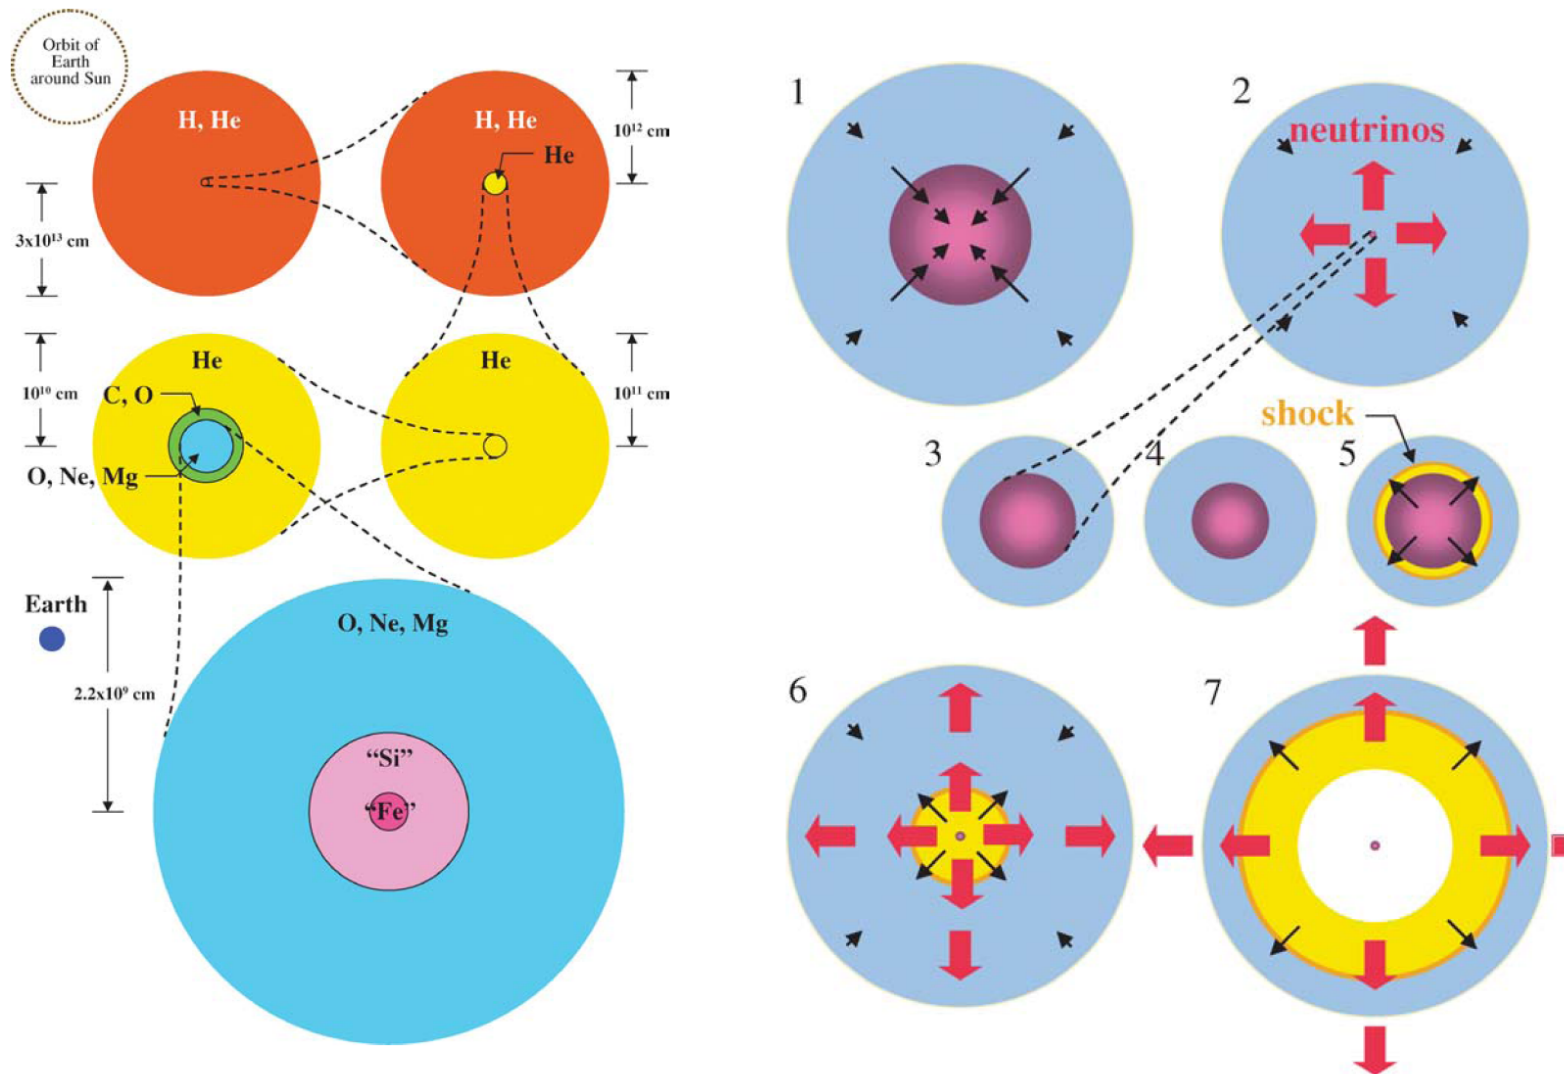 Orbit of
Earth
around Sun
H, He
3x10¹³ cm
H, He
He
10¹² cm
He
C, O
O, Ne, Mg
10¹⁰ cm
He
10¹¹ cm
Earth
2.2x10⁹ cm
O, Ne, Mg
“Si”
“Fe”
1
2
neutrinos
shock
3
4
5
6
7